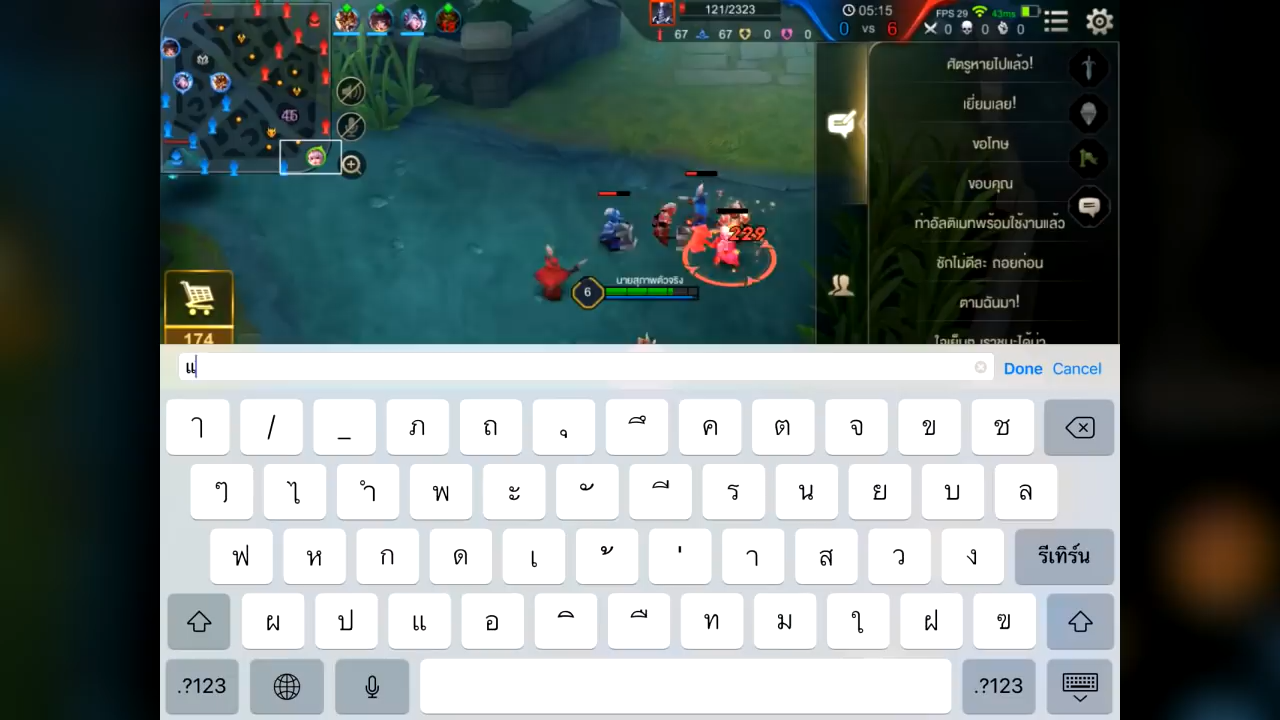 121/2323
67 67 0 0
05:15
0 vs 6
FPS 29 43ms
0 0 0
ศัตรูหายไปแล้ว!
เยี่ยมเลย!
ขอโทษ
ขอบคุณ
ท่าอัลติเมทพร้อมใช้งานแล้ว
ชักไม่ดีละ ถอยก่อน
ตามฉันมา!
229
นายสุภาพตัวจริง
6
174
แ
Done Cancel
ๅ / _ ภ ถ ุ ึ ค ต จ ข ช
ๆ ไ ำ พ ะ ั ี ร น ย บ ล
ฟ ห ก ด เ ้ ่ า ส ว ง รีเทิร์น
ผ ป แ อ ิ ื ท ม ใ ฝ ฃ
.?123 .?123